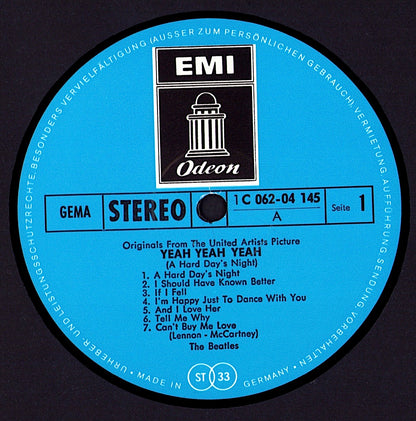 URHEBER UND LEISTUNGSSCHUTZRECHTE, BESONDERS VERVIELFÄLTIGUNG (AUSSER ZUM PERSÖNLICHEN GEBRAUCH), VERMIETUNG, AUFFÜHRUNG, SENDUNG VORBEHALTEN
EMI
Odeon
GEMA
STEREO
1 C 062-04 145
A
Seite 1
Originals From The United Artists Picture
YEAH YEAH YEAH
(A Hard Day's Night)
1. A Hard Day's Night
2. I Should Have Known Better
3. If I Fell
4. I'm Happy Just To Dance With You
5. And I Love Her
6. Tell Me Why
7. Can't Buy Me Love
(Lennon - McCartney)
The Beatles
ST 33
• MADE IN GERMANY •